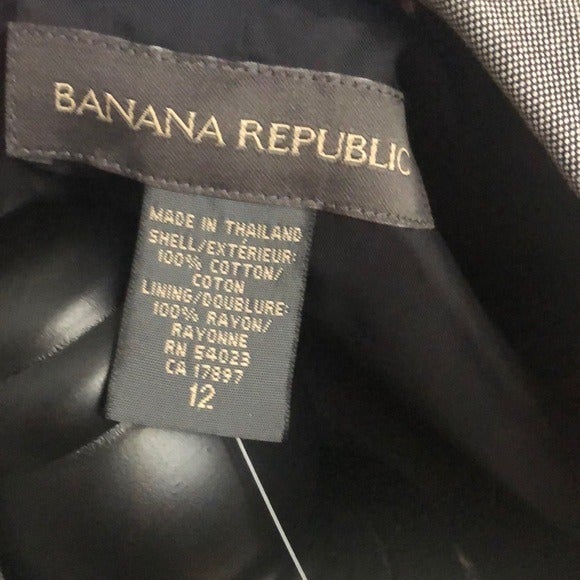 BANANA REPUBLIC
MADE IN THAILAND
SHELL/EXTÉRIEUR:
100% COTTON/
COTON
LINING/DOUBLURE:
100% RAYON/
RAYONNE
RN 54023
CA 17897
12